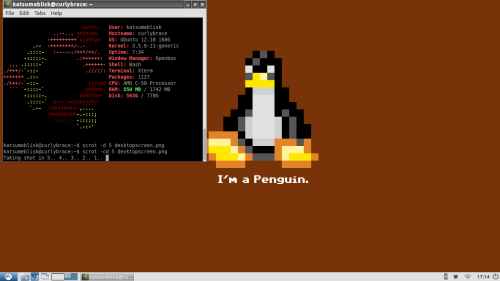 katsumeblisk@curlybrace: ~
File Edit Tabs Help
User: katsumeblisk
Hostname: curlybrace
OS: Ubuntu 12.10 i686
Kernel: 3.5.0-21-generic
Uptime: 7:34
Window Manager: Openbox
Shell: Bash
Terminal: Xterm
Packages: 1127
CPU: AMD C-50 Processor
RAM: 550 MB / 1742 MB
Disk: / 770G
katsumeblisk@curlybrace:~$ scrot -d 5 desktopscreen.png
katsumeblisk@curlybrace:~$ scrot -cd 5 desktopscreen.png
Taking shot in 5.. 4.. 3.. 2.. 1..
I'm a Penguin.
17:14